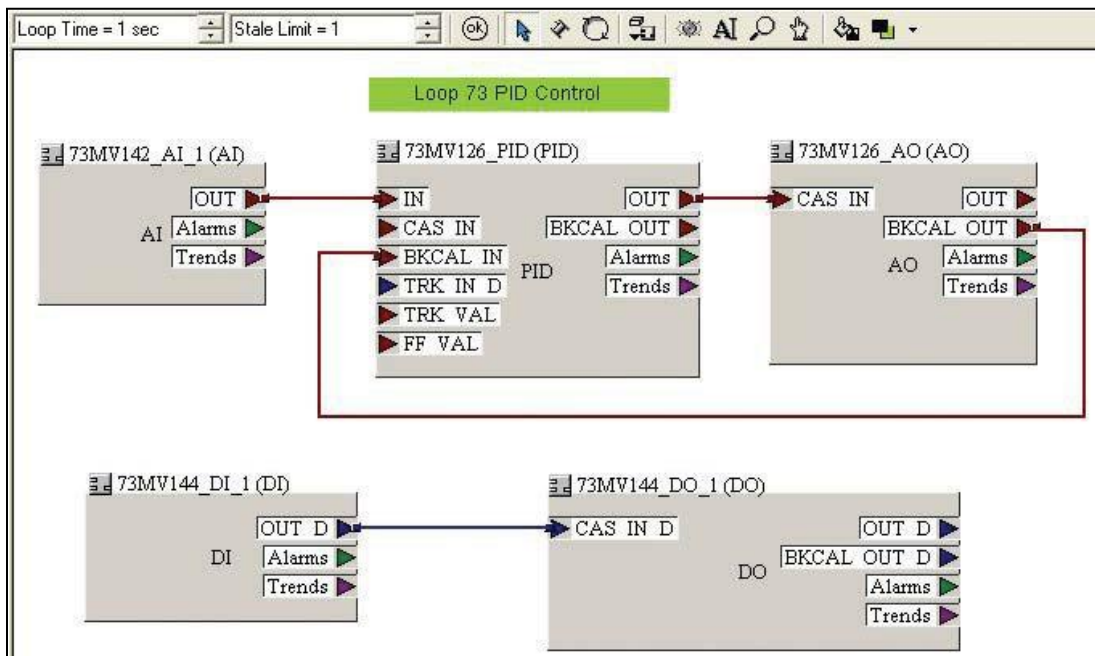 Loop Time = 1 sec
Stale Limit = 1
ok
AI
Loop 73 PID Control
73MV142_AI_1 (AI)
OUT
Alarms
Trends
AI
73MV126_PID (PID)
IN
CAS IN
BKCAL IN
TRK IN D
TRK VAL
FF VAL
OUT
BKCAL OUT
Alarms
Trends
PID
73MV126_AO (AO)
CAS IN
OUT
BKCAL OUT
Alarms
Trends
AO
73MV144_DI_1 (DI)
OUT D
Alarms
Trends
DI
73MV144_DO_1 (DO)
CAS IN D
OUT D
BKCAL OUT D
Alarms
Trends
DO